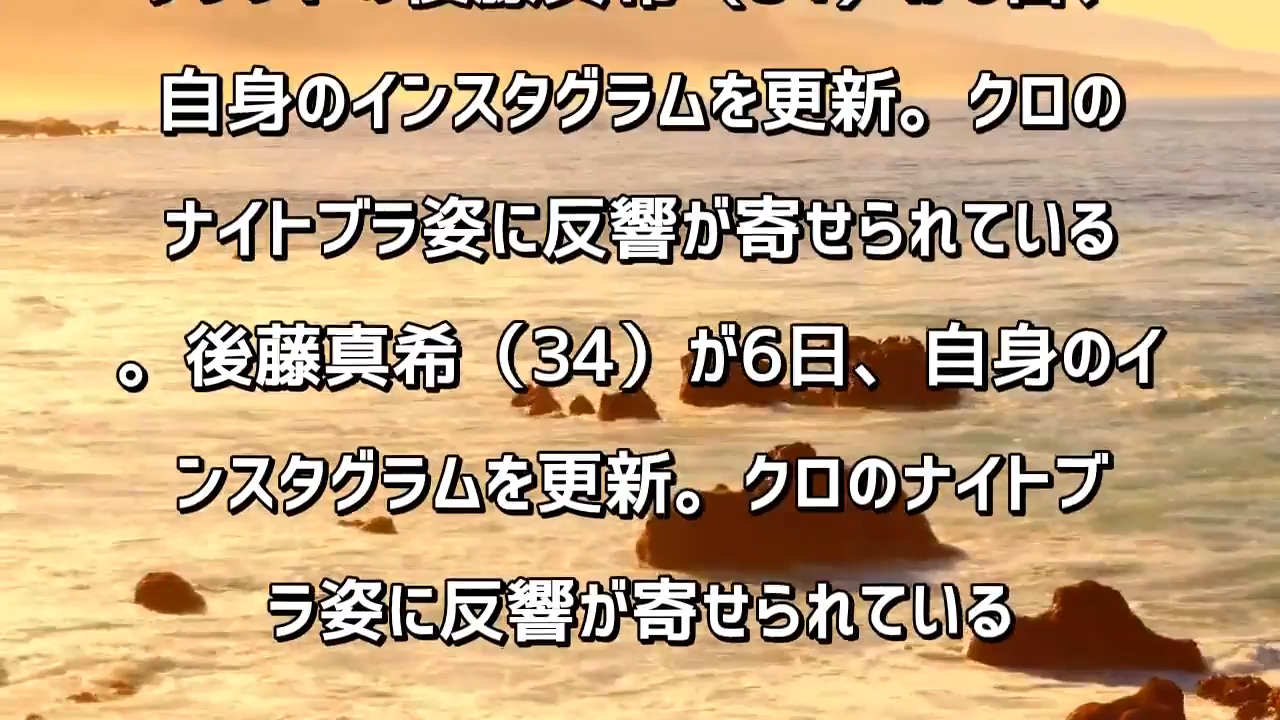 自身のインスタグラムを更新。クロの
ナイトブラ姿に反響が寄せられている
。後藤真希（34）が6日、自身のイ
ンスタグラムを更新。クロのナイトブ
ラ姿に反響が寄せられている